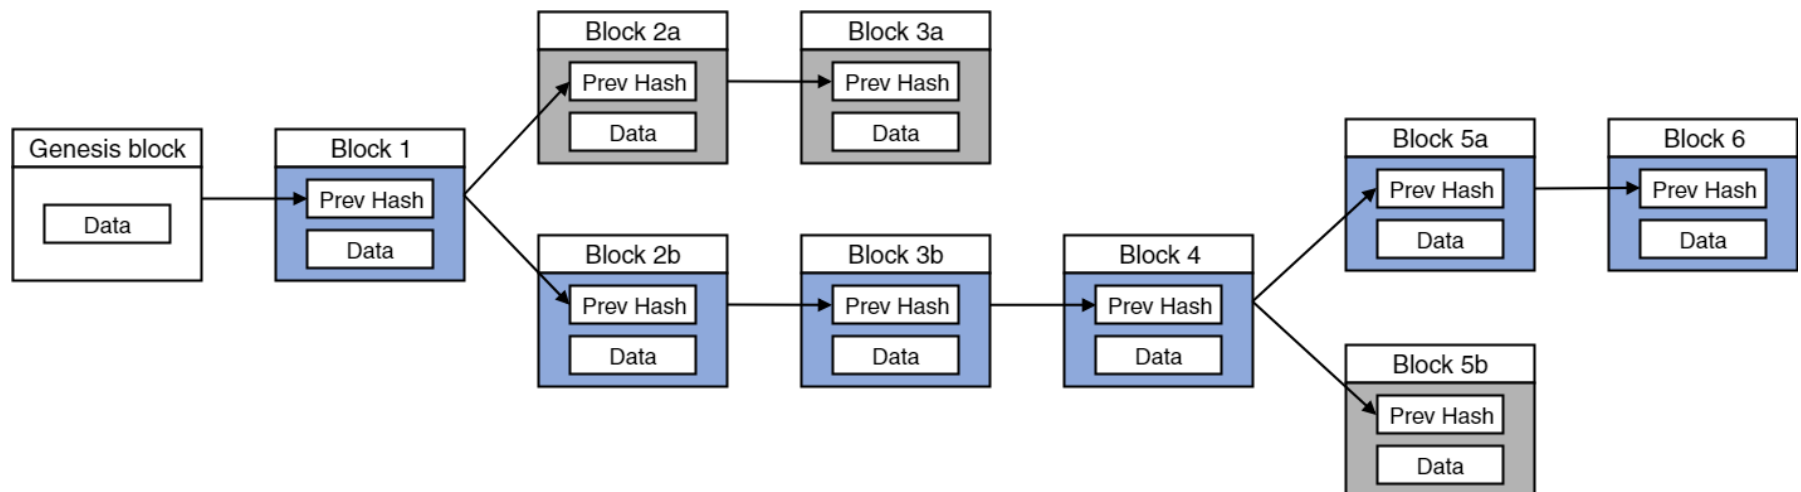 Genesis block
Data
Block 1
Prev Hash
Data
Block 2a
Prev Hash
Data
Block 3a
Prev Hash
Data
Block 2b
Prev Hash
Data
Block 3b
Prev Hash
Data
Block 4
Prev Hash
Data
Block 5a
Prev Hash
Data
Block 6
Prev Hash
Data
Block 5b
Prev Hash
Data